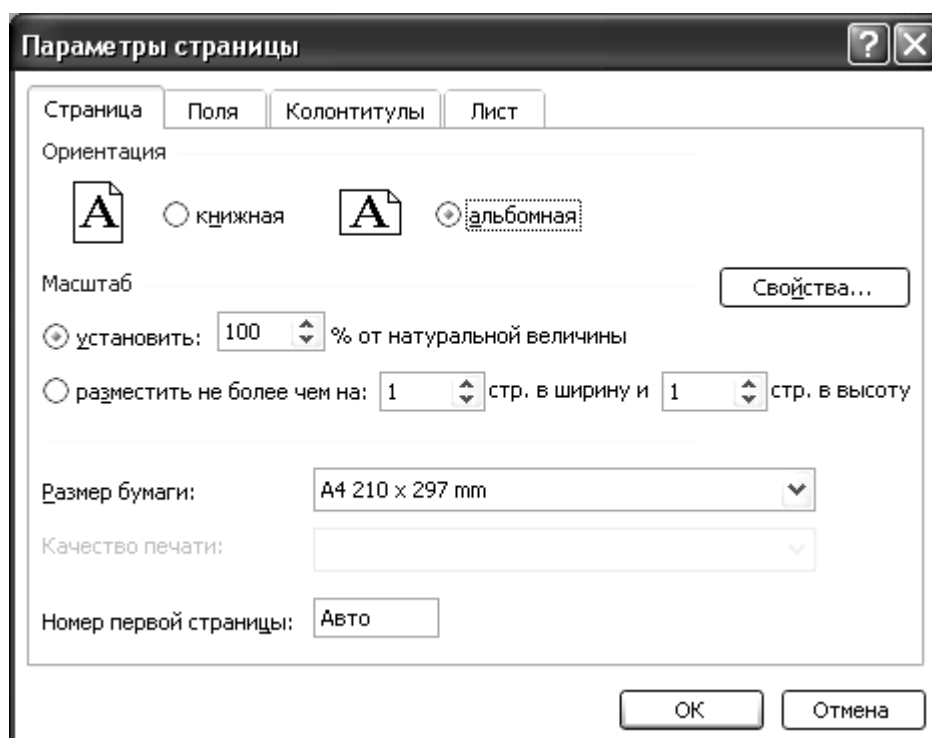 Параметры страницы
Страница Поля Колонтитулы Лист
Ориентация
A книжная A альбомная
Масштаб
Свойства...
установить: 100 % от натуральной величины
разместить не более чем на: 1 стр. в ширину и 1 стр. в высоту
Размер бумаги: A4 210 x 297 mm
Качество печати:
Номер первой страницы: Авто
ОК Отмена